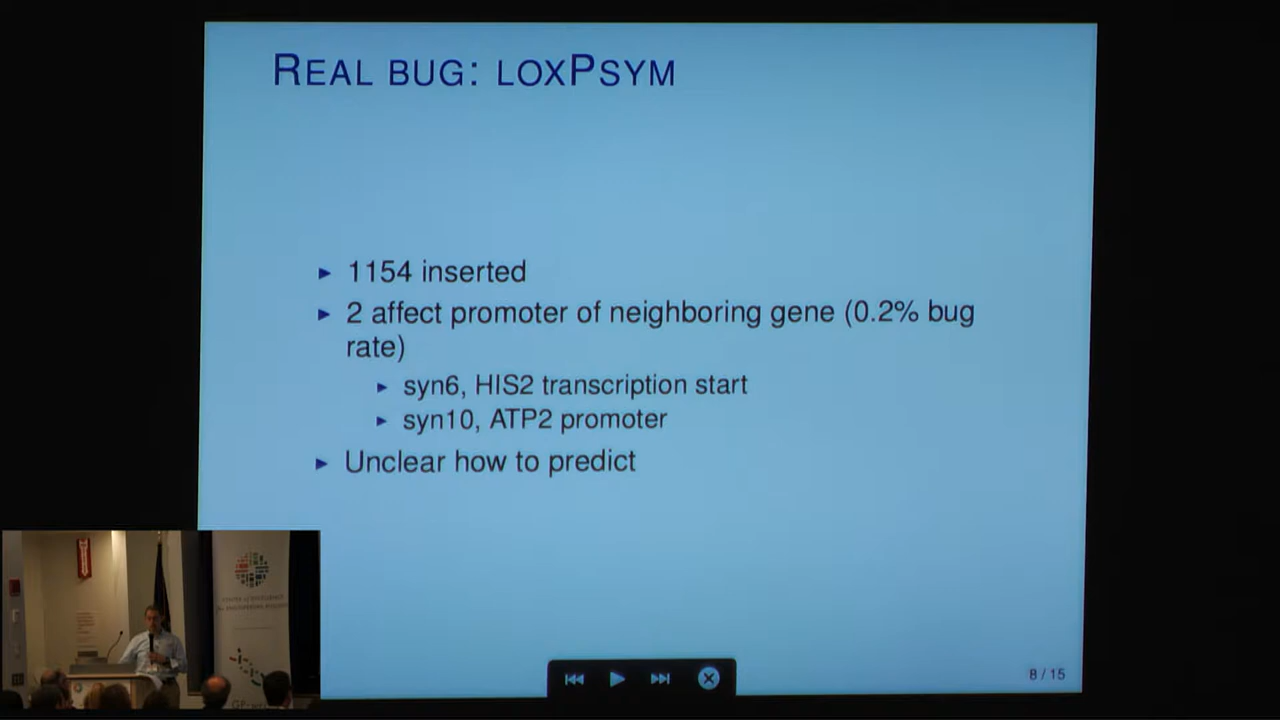 REAL BUG: LOXPSYM
► 1154 inserted
► 2 affect promoter of neighboring gene (0.2% bug
rate)
► syn6, HIS2 transcription start
► syn10, ATP2 promoter
► Unclear how to predict
8 / 15